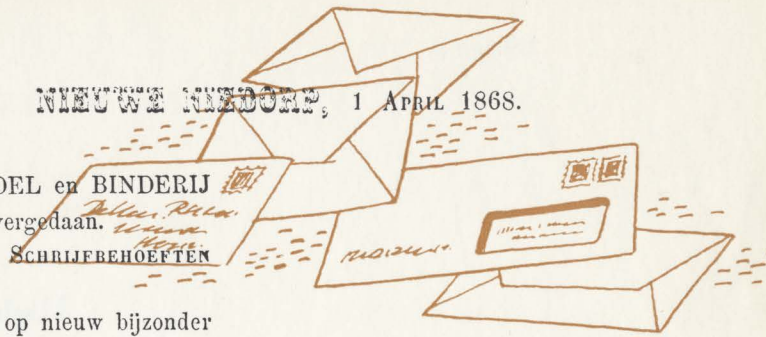 NIEUWE NIEDORP, 1 APRIL 1868.
DEL en BINDERIJ
vergedaan.
SCHRIJFBEHOEFTEN
op nieuw bijzonder